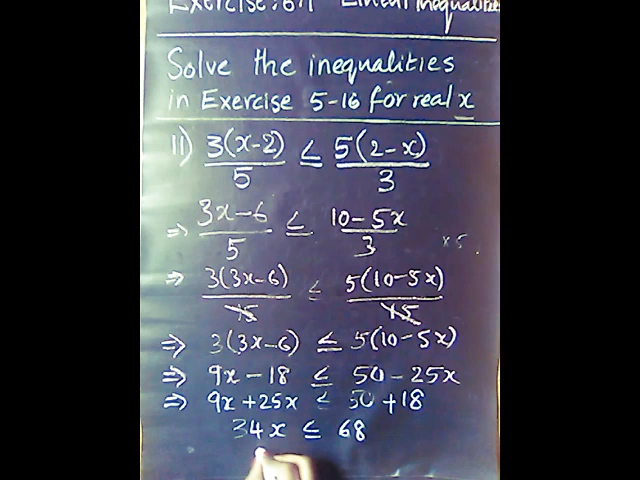 Exercise: 6.1 Linear Inequalities
Solve the inequalities
in Exercise 5-16 for real x
11) 3(x-2)/5 ≤ 5(2-x)/3
⇒ 3x-6/5 ≤ 10-5x/3
x5
⇒ 3(3x-6)/15 ≤ 5(10-5x)/15
⇒ 3(3x-6) ≤ 5(10-5x)
⇒ 9x-18 ≤ 50-25x
⇒ 9x+25x ≤ 50+18
34x ≤ 68